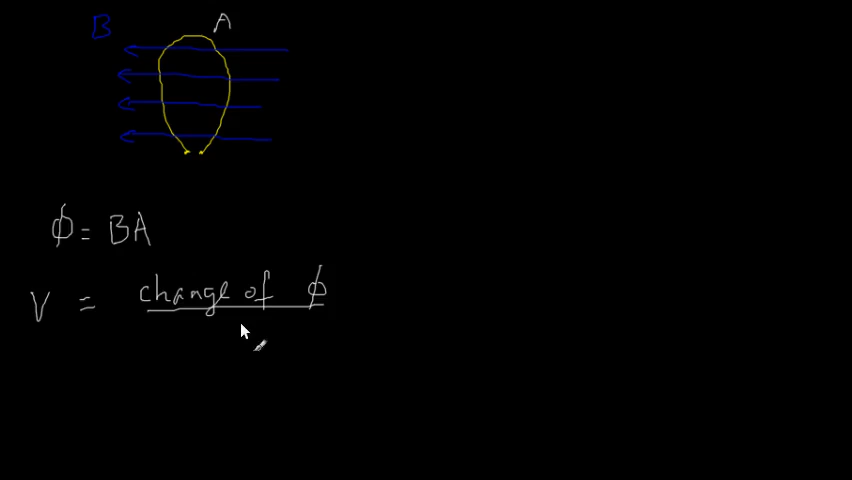 B A
ϕ = BA
V = change of ϕ